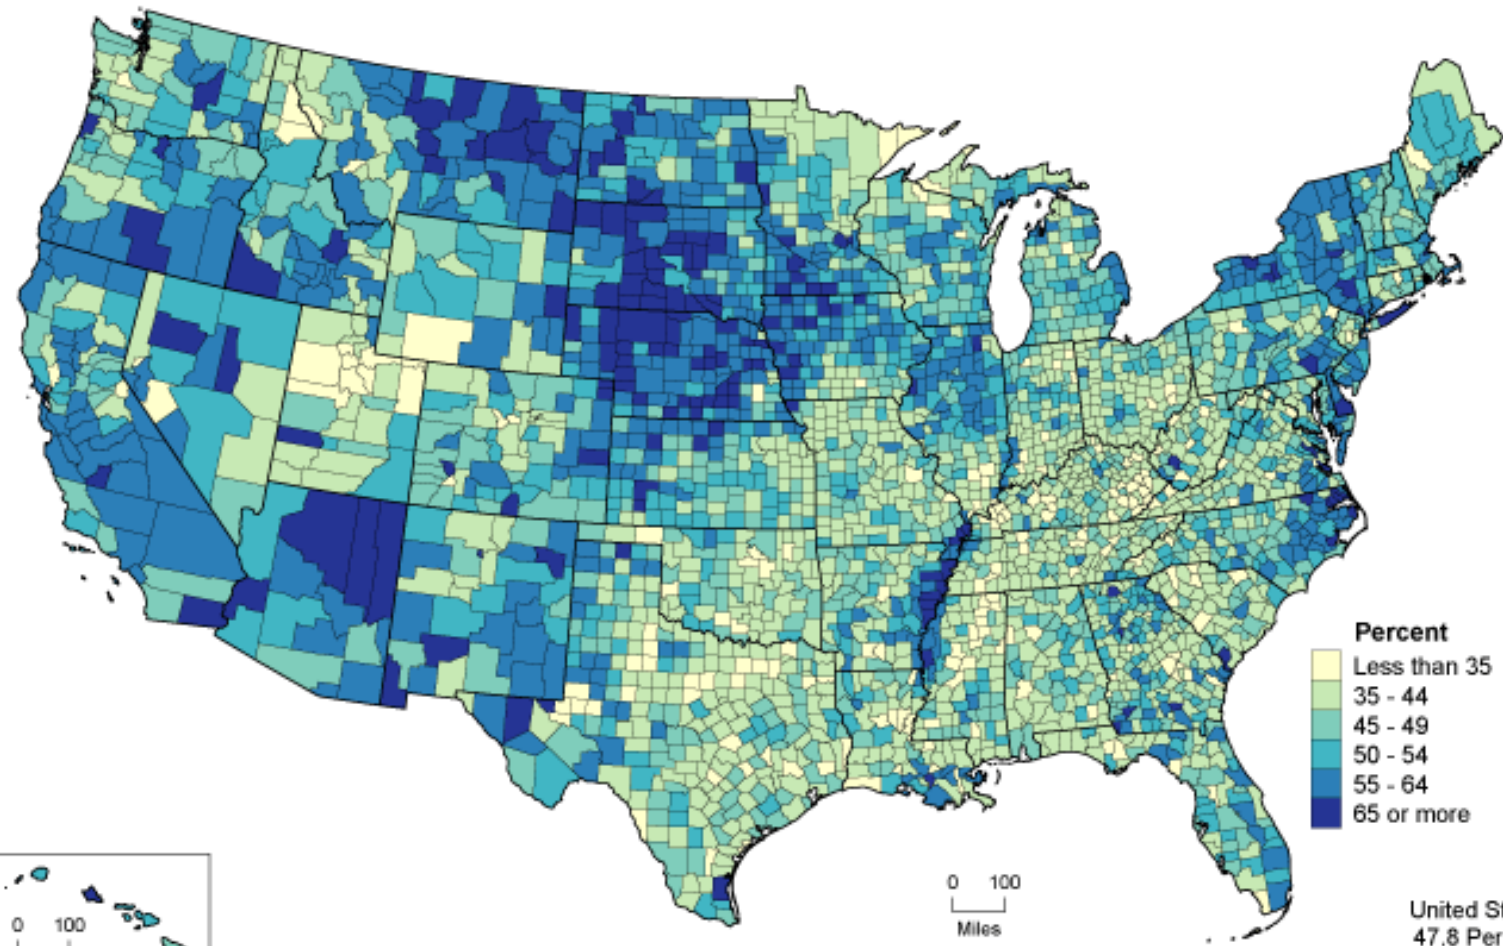 Percent
Less than 35
35 - 44
45 - 49
50 - 54
55 - 64
65 or more
0 100
Miles
0 100
United St
47.8 Per